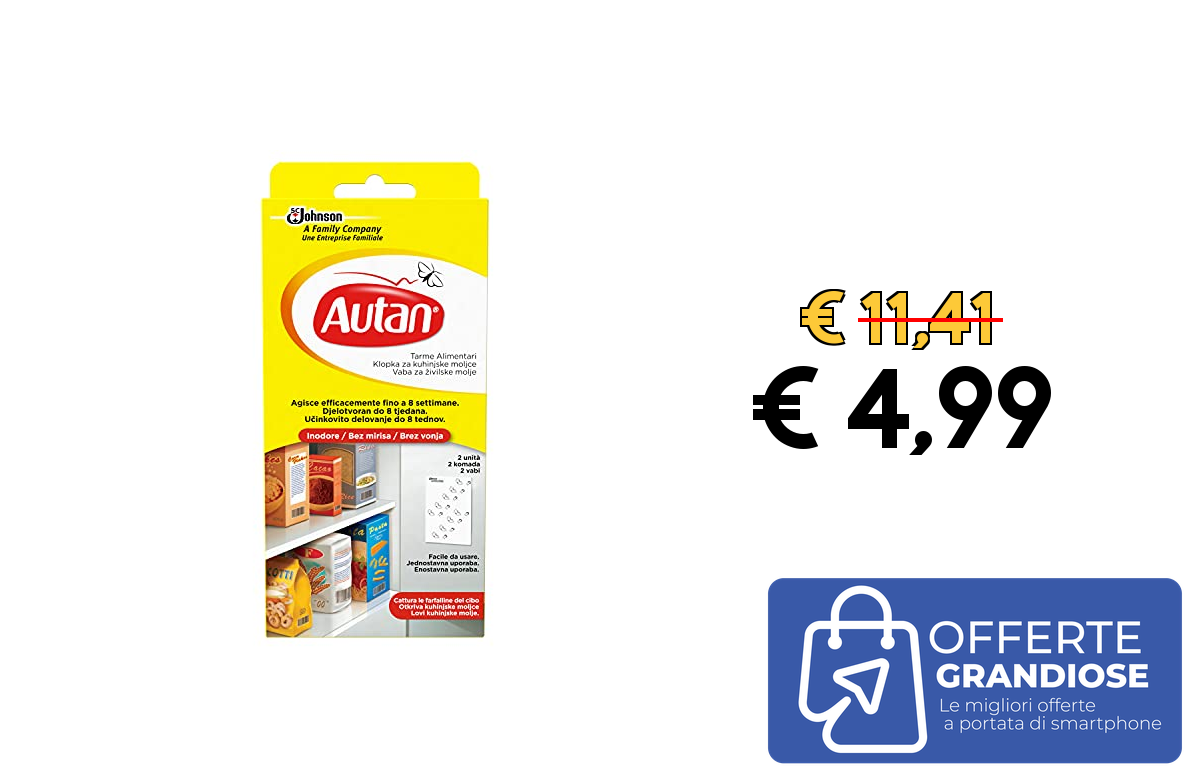 SC Johnson
A Family Company
Une Entreprise Familiale
Autan®
Tarme Alimentari
Klopka za kuhinjske moljce
Vaba za živilske molje
Agisce efficacemente fino a 8 settimane.
Djelotvoran do 8 tjedana.
Učinkovito delovanje do 8 tednov.
Inodore / Bez mirisa / Brez vonja
2 unità
2 komada
2 vabi
Cacao
Rice
Pasta
Facile da usare.
Jednostavna uporaba.
Enostavna uporaba.
Cattura le farfalline del cibo
Otkriva kuhinjske moljce
Lovi kuhinjske molje.
€ 11,41
€ 4,99
OFFERTE
GRANDIOSE
Le migliori offerte
a portata di smartphone